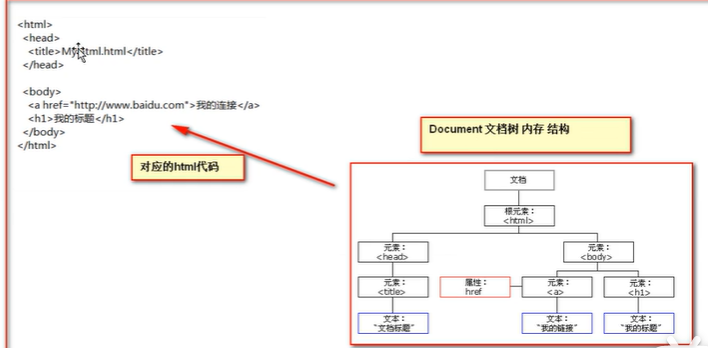 <html>
<head>
<title>MyHtml.html</title>
</head>
<body>
<a href="http://www.baidu.com">我的连接</a>
<h1>我的标题</h1>
</body>
</html>
对应的html代码
Document 文档树 内存 结构
文档
根元素：
<html>
元素：
<head>
元素：
<body>
元素：
<title>
属性：
href
元素：
<a>
元素：
<h1>
文本：
"文档标题"
文本：
"我的链接"
文本：
"我的标题"